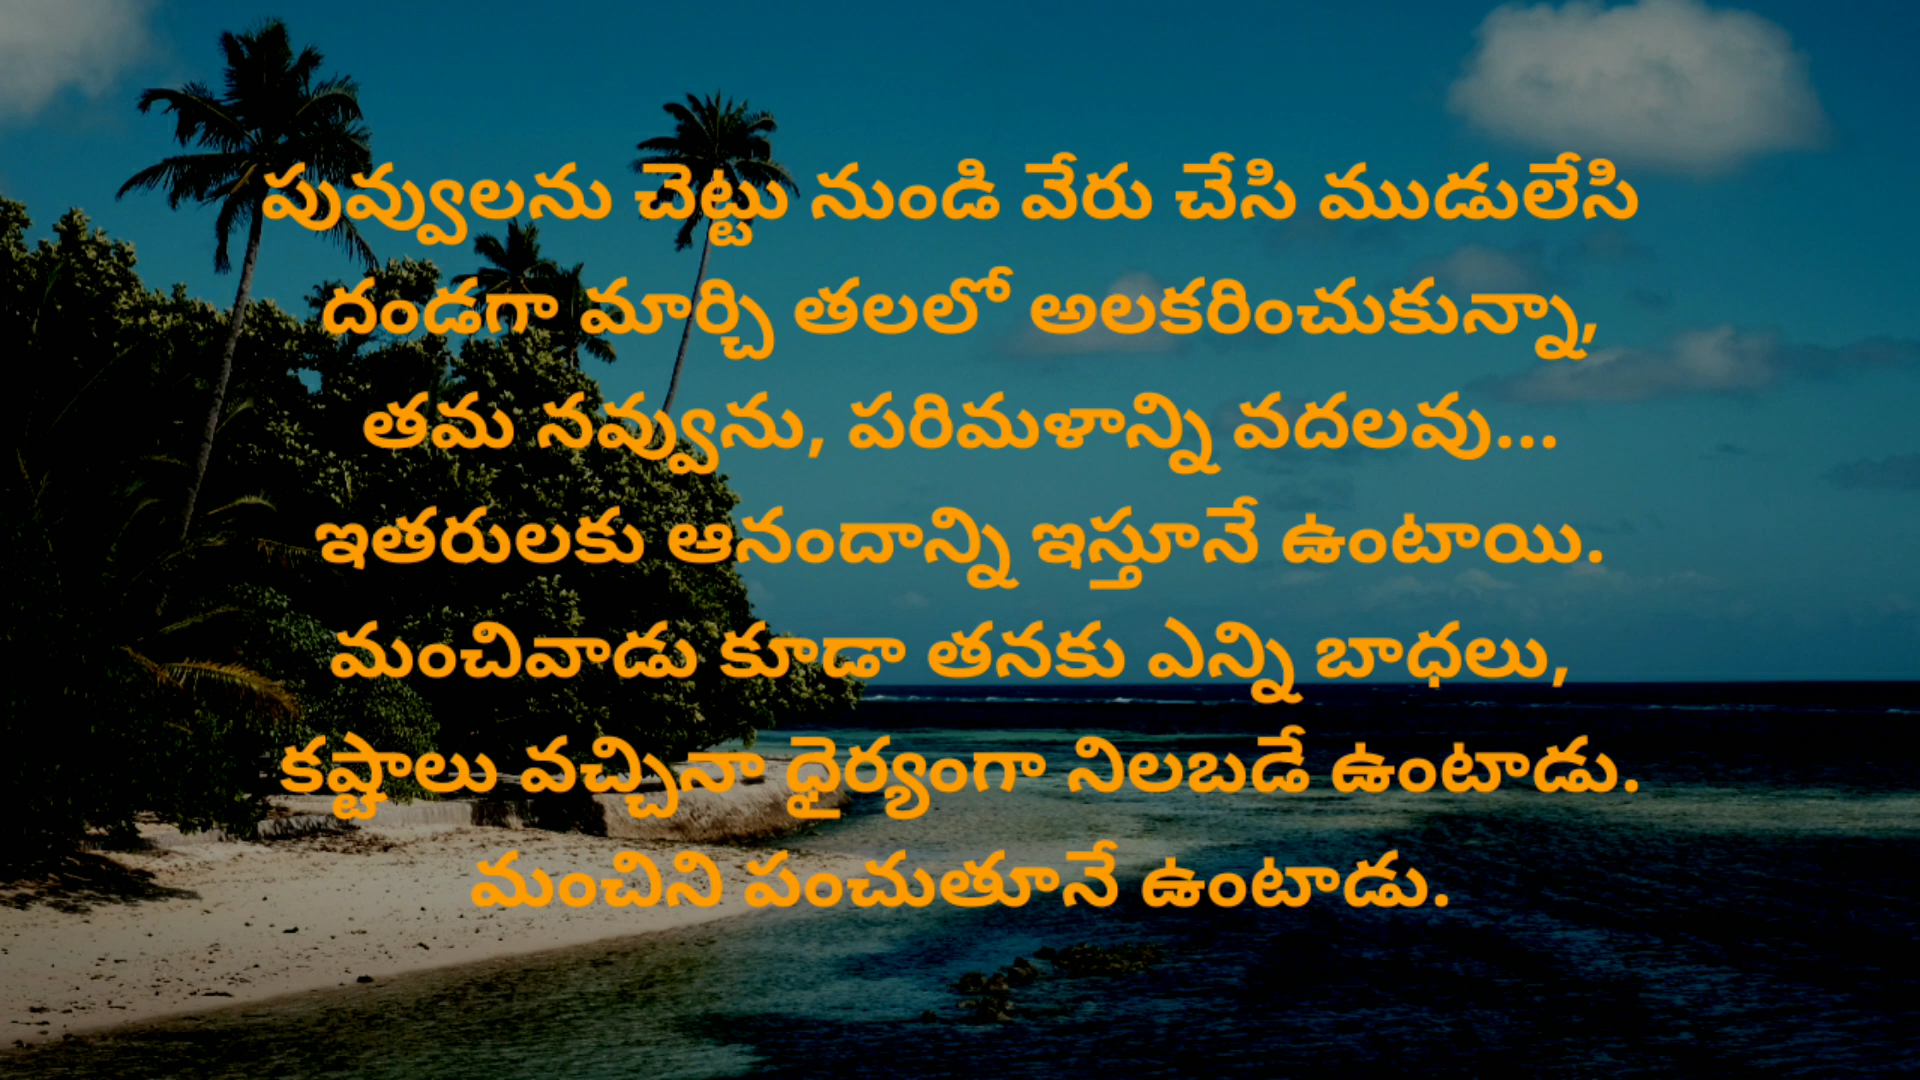 పువ్వులను చెట్టు నుండి వేరు చేసి ముడులేసి
దండగా మార్చి తలలో అలకరించుకున్నా,
తమ నవ్వును, పరిమళాన్ని వదలవు...
ఇతరులకు ఆనందాన్ని ఇస్తూనే ఉంటాయి.
మంచివాడు కూడా తనకు ఎన్ని బాధలు,
కష్టాలు వచ్చినా ధైర్యంగా నిలబడే ఉంటాడు.
మంచిని పంచుతూనే ఉంటాడు.